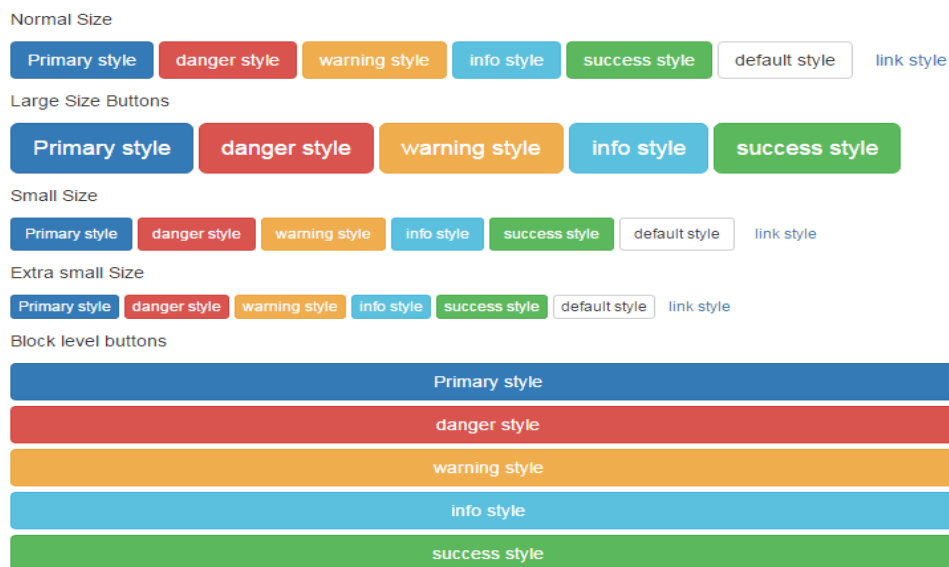 Normal Size
Primary style danger style warning style info style success style default style link style
Large Size Buttons
Primary style danger style warning style info style success style
Small Size
Primary style danger style warning style info style success style default style link style
Extra small Size
Primary style danger style warning style info style success style default style link style
Block level buttons
Primary style
danger style
warning style
info style
success style